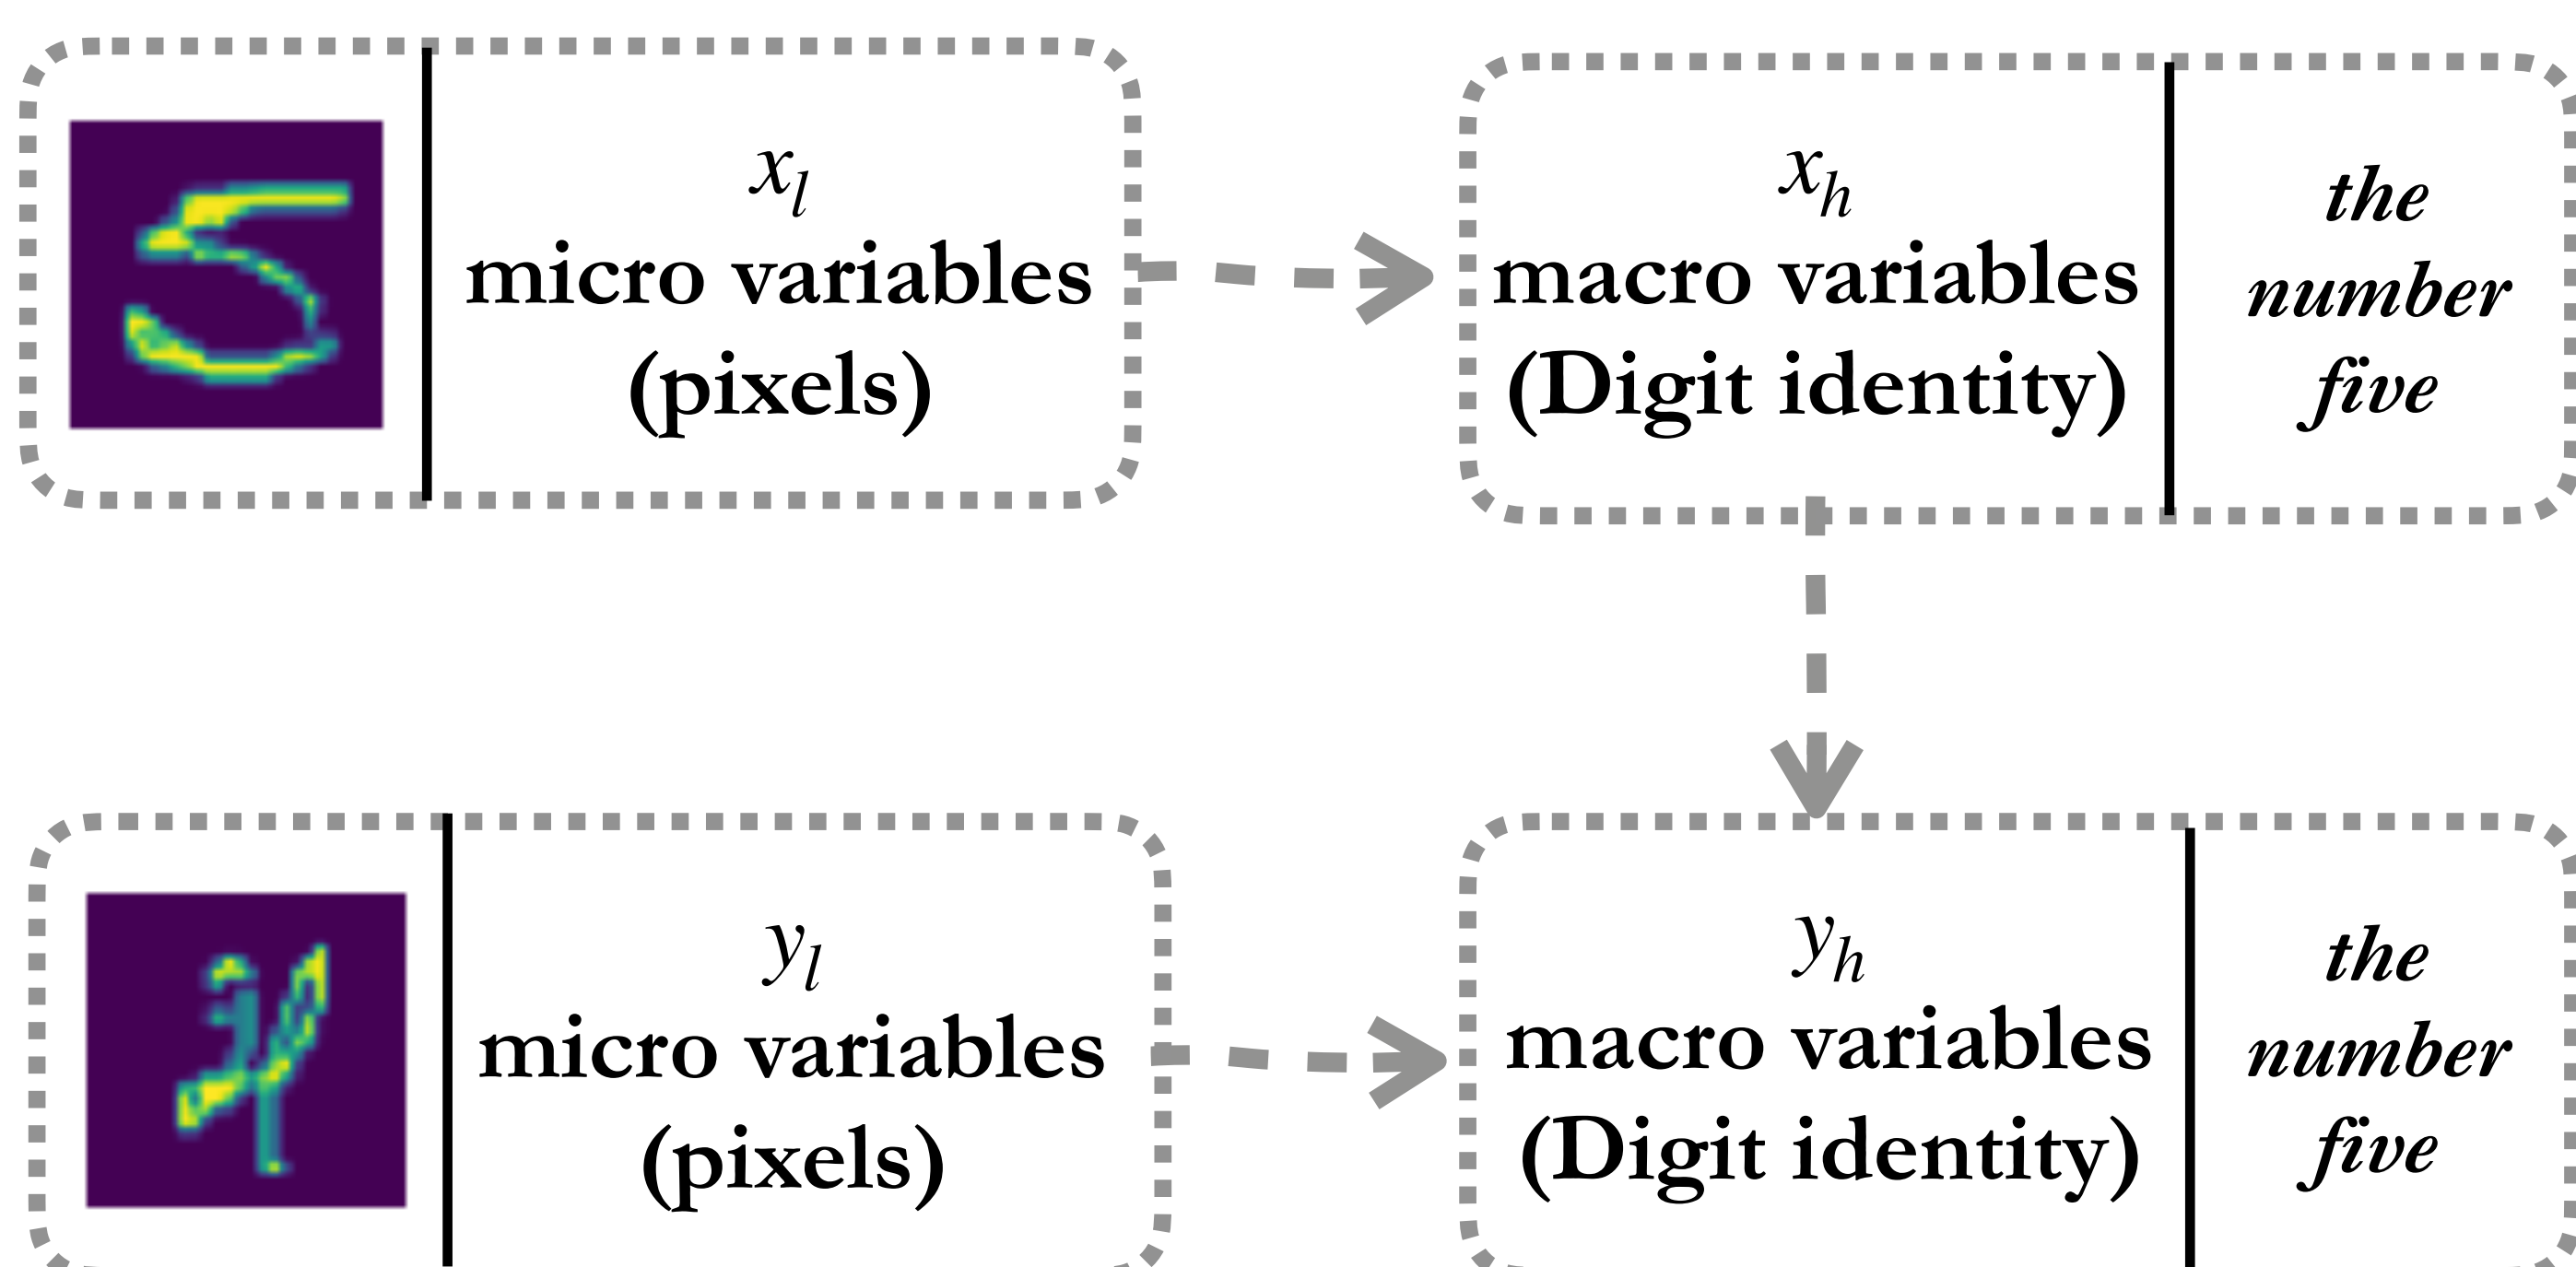 x_l
micro variables
(pixels)
x_h
macro variables
(Digit identity)
the
number
five
y_l
micro variables
(pixels)
y_h
macro variables
(Digit identity)
the
number
five